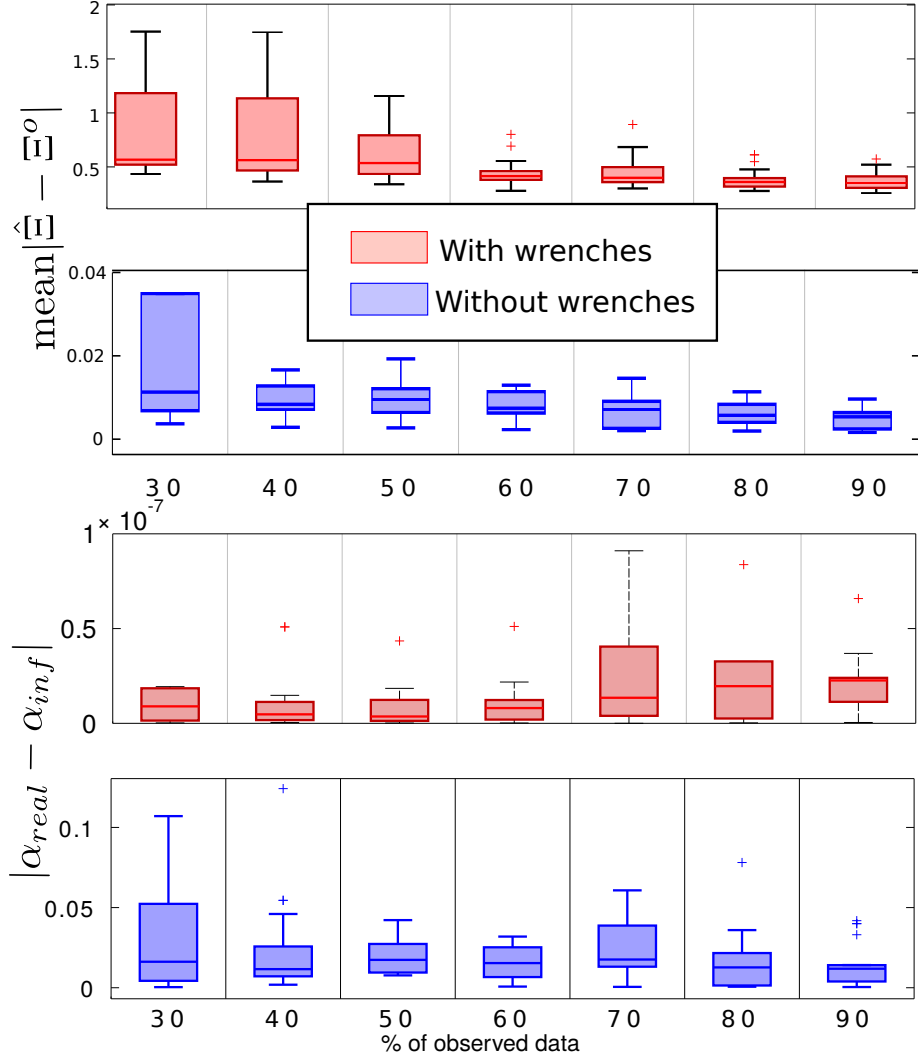 2
1.5
1
0.5
mean|Ξ̂ − Ξᵒ|
With wrenches
Without wrenches
0.04
0.02
0
30 40 50 60 70 80 90
1× 10⁻⁷
0.5
0
|α_real − α_inf|
0.1
0.05
0
30 40 50 60 70 80 90
% of observed data